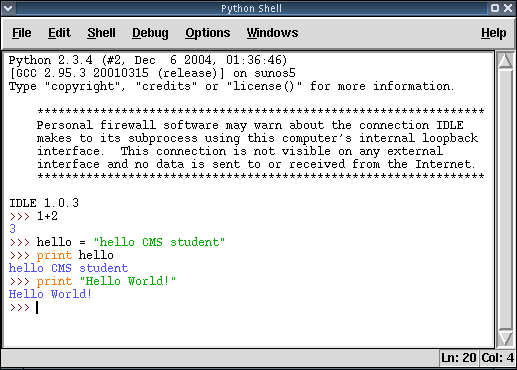 Python Shell
File Edit Shell Debug Options Windows Help
Python 2.3.4 (#2, Dec  6 2004, 01:36:46)
[GCC 2.95.3 20010315 (release)] on sunos5
Type "copyright", "credits" or "license()" for more information.
****************************************************************
Personal firewall software may warn about the connection IDLE
makes to its subprocess using this computer's internal loopback
interface.  This connection is not visible on any external
interface and no data is sent to or received from the Internet.
****************************************************************
IDLE 1.0.3
>>> 1+2
3
>>> hello = "hello CMS student"
>>> print hello
hello CMS student
>>> print "Hello World!"
Hello World!
>>>
Ln: 20 Col: 4